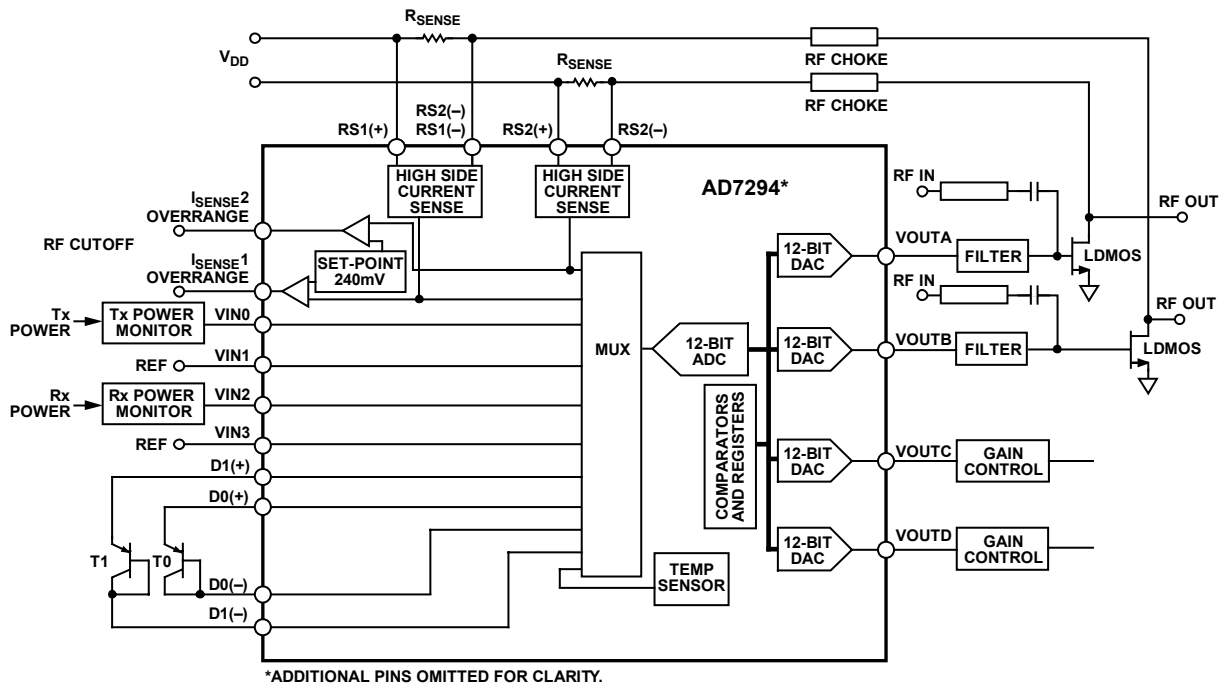 RSENSE
VDD
RF CHOKE
RSENSE
RF CHOKE
RS2(–)
RS1(+)
RS1(–)
RS2(+)
RS2(–)
HIGH SIDE
CURRENT
SENSE
HIGH SIDE
CURRENT
SENSE
AD7294*
RF IN
RF OUT
ISENSE2
OVERRANGE
RF CUTOFF
ISENSE1
OVERRANGE
SET-POINT
240mV
12-BIT
DAC
VOUTA
FILTER
LDMOS
RF IN
RF OUT
Tx
POWER
Tx POWER
MONITOR
VIN0
MUX
12-BIT
ADC
12-BIT
DAC
VOUTB
FILTER
LDMOS
REF
VIN1
Rx
POWER
Rx POWER
MONITOR
VIN2
REF
VIN3
COMPARATORS
AND REGISTERS
12-BIT
DAC
VOUTC
GAIN
CONTROL
D1(+)
D0(+)
T1
T0
12-BIT
DAC
VOUTD
GAIN
CONTROL
TEMP
SENSOR
D0(–)
D1(–)
*ADDITIONAL PINS OMITTED FOR CLARITY.